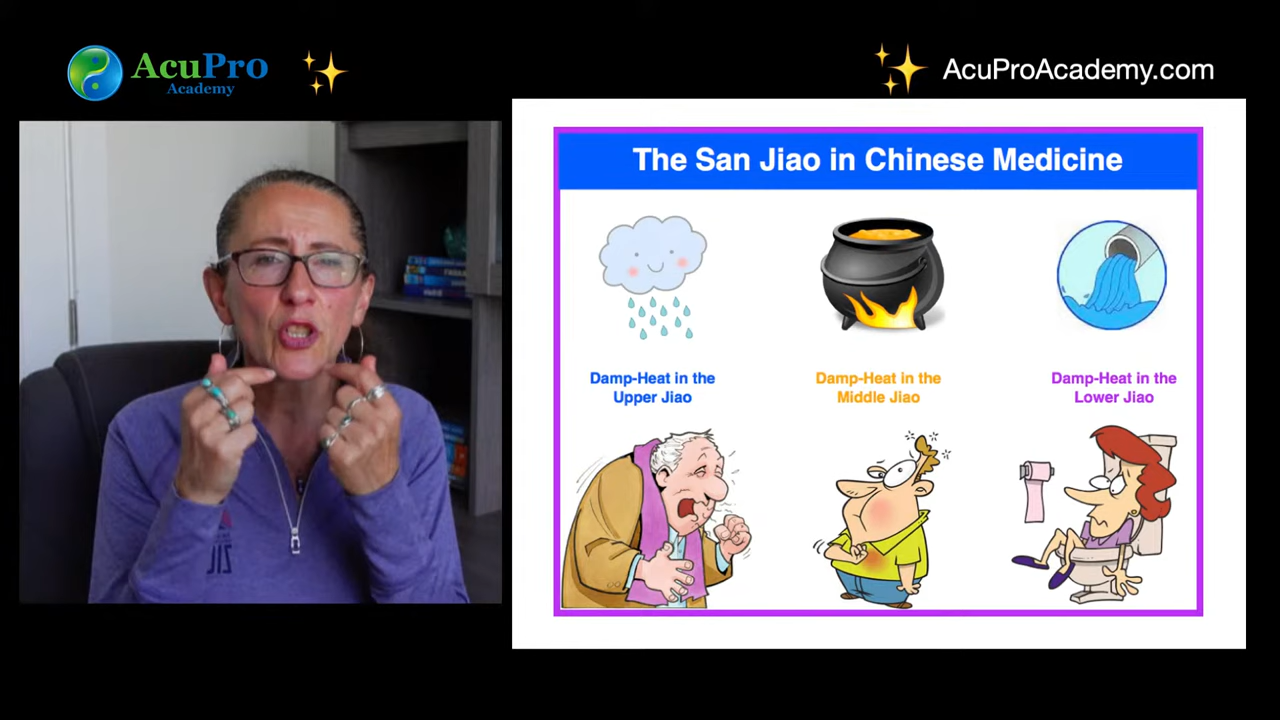 AcuPro
Academy
AcuProAcademy.com
The San Jiao in Chinese Medicine
Damp-Heat in the
Upper Jiao
Damp-Heat in the
Middle Jiao
Damp-Heat in the
Lower Jiao